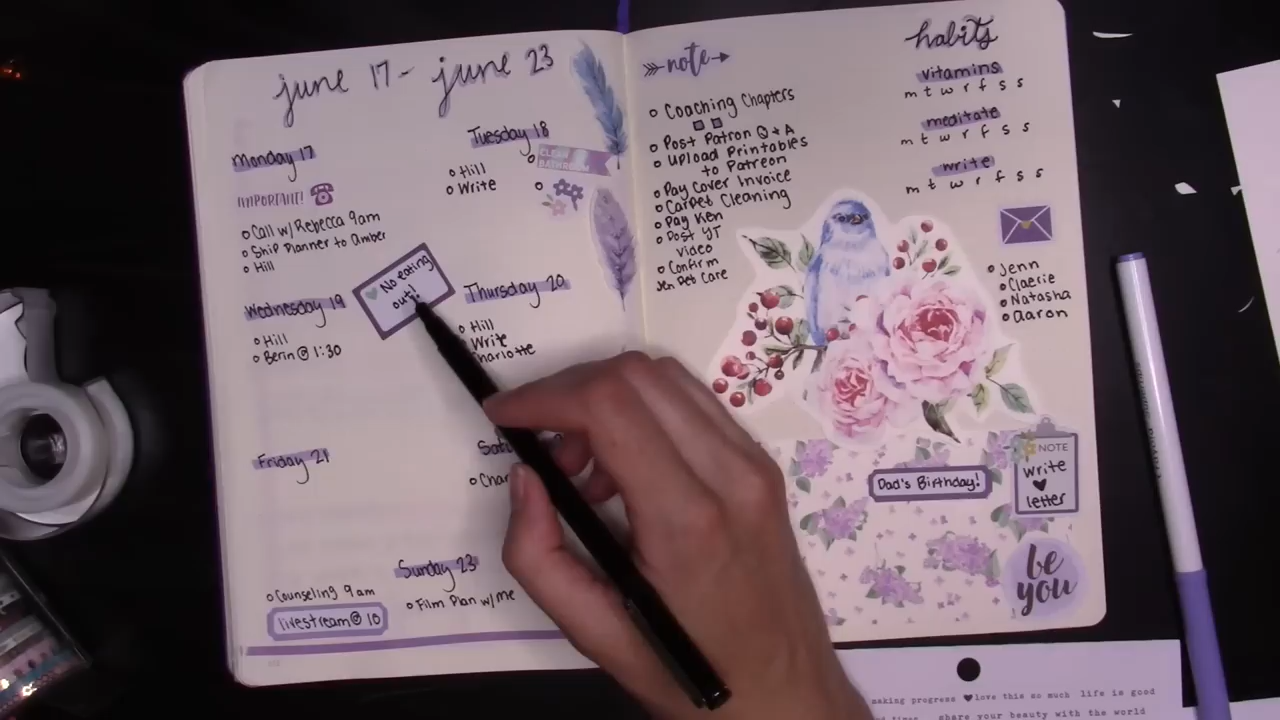 june 17 - june 23
Monday 17
IMPORTANT!
Call w/ Rebecca 9am
Ship Planner to Amber
Hill
Tuesday 18
CLEAN BATHROOM
Hill
Write
Wednesday 19
Hill
Berin @ 1:30
No eating
out!
Thursday 20
Hill
Write
Charlotte
Friday 21
Counseling 9am
livestream@ 10
Sunday 23
Film Plan w/ me
note
Coaching Chapters
Post Patron Q + A
Upload Printables
to Patreon
Pay Cover Invoice
Carpet Cleaning
Pay Ken
Post YT
video
Confirm
Jen Pet Care
habits
vitamins
m t w r f s s
meditate
m t w r f s s
write
m t w r f s s
Jenn
Claerie
Natasha
Aaron
Dad's Birthday!
NOTE
write
letter
be
you
making progress love this so much life is good
share your beauty with the world